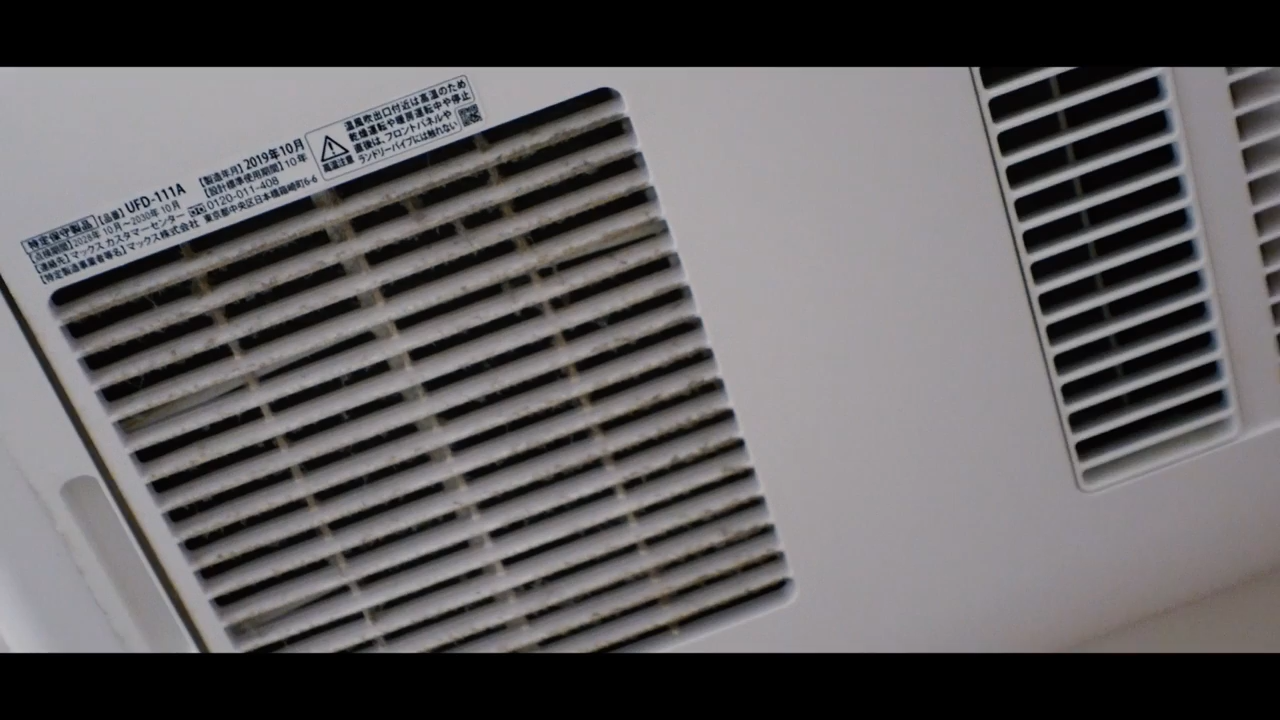 特定保守製品 【品番】UFD-111A 【製造年月】2019年10月
【点検期間】2028年10月~2030年10月 【設計標準使用期間】10年
【連絡先】マックス カスタマーセンター 0120-011-408
【特定製造事業者等名】マックス株式会社 東京都中央区日本橋箱崎町6-6
高温注意
温風吹出口付近は高温のため
乾燥運転や暖房運転中や停止
直後は、フロントパネルや
ランドリーパイプには触れない